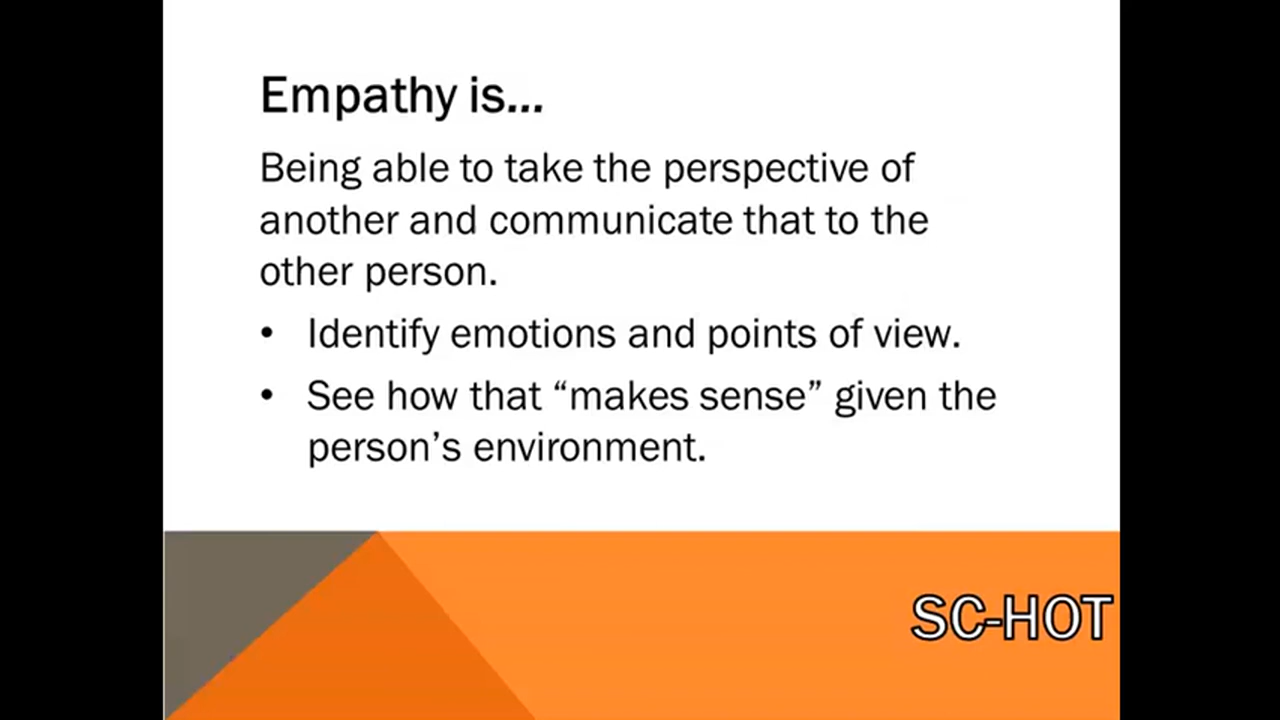 Empathy is...
Being able to take the perspective of
another and communicate that to the
other person.
• Identify emotions and points of view.
• See how that “makes sense” given the
person’s environment.
SC-HOT